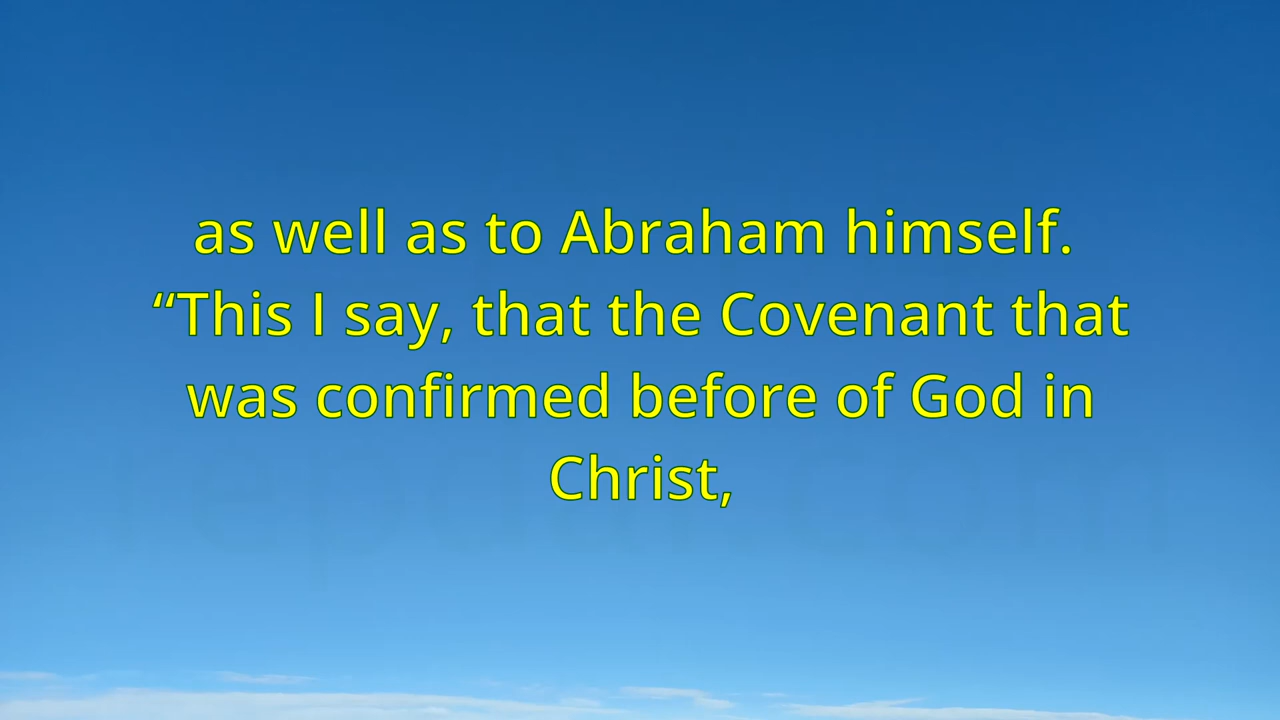 as well as to Abraham himself.
“This I say, that the Covenant that
was confirmed before of God in
Christ,